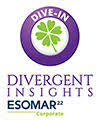 DIVE-IN
DIVERGENT
INSIGHTS
ESOMAR²²
Corporate